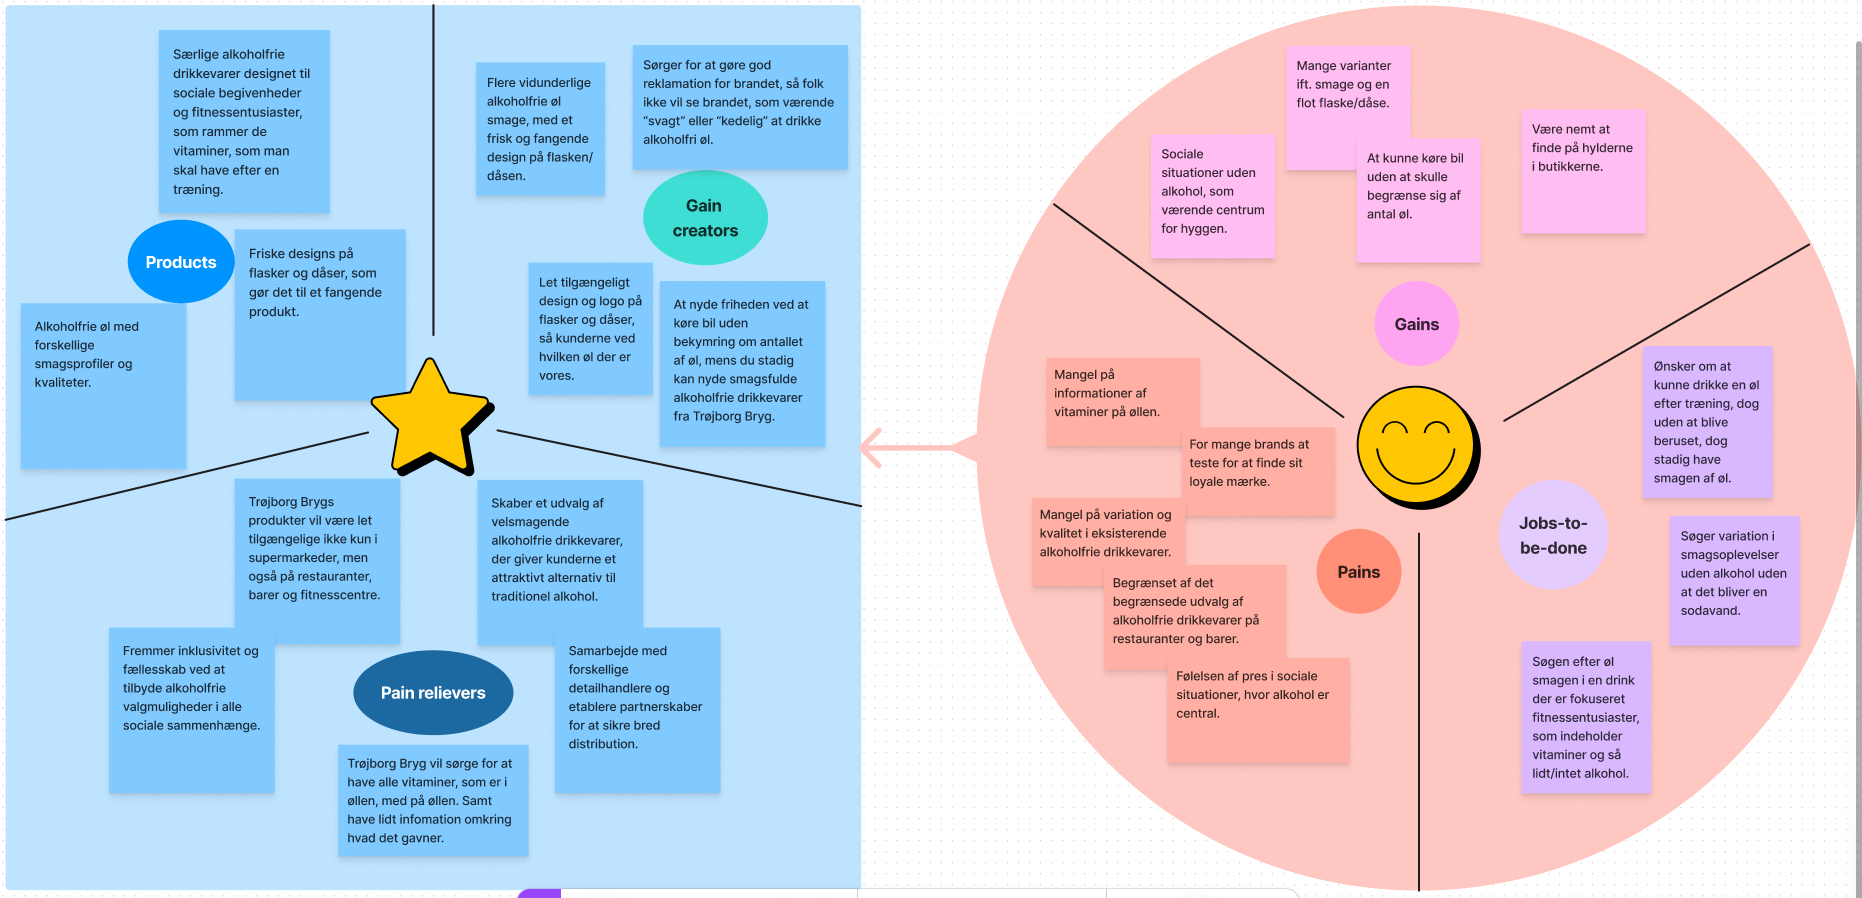 Særlige alkoholfrie
drikkevarer designet til
sociale begivenheder
og fitnessentusiaster,
som rammer de
vitaminer, som man
skal have efter en
træning.
Products
Friske designs på
flasker og dåser, som
gør det til et fangende
produkt.
Alkoholfrie øl med
forskellige
smagsprofiler og
kvaliteter.
Flere vidunderlige
alkoholfrie øl
smage, med et
frisk og fangende
design på flasken/
dåsen.
Sørger for at gøre god
reklamation for brandet, så folk
ikke vil se brandet, som værende
“svagt” eller “kedelig” at drikke
alkoholfri øl.
Gain
creators
Let tilgængeligt
design og logo på
flasker og dåser,
så kunderne ved
hvilken øl der er
vores.
At nyde friheden ved at
køre bil uden
bekymring om antallet
af øl, mens du stadig
kan nyde smagsfulde
alkoholfrie drikkevarer
fra Trøjborg Bryg.
Trøjborg Brygs
produkter vil være let
tilgængelige ikke kun i
supermarkeder, men
også på restauranter,
barer og fitnesscentre.
Skaber et udvalg af
velsmagende
alkoholfrie drikkevarer,
der giver kunderne et
attraktivt alternativ til
traditionel alkohol.
Fremmer inklusivitet og
fællesskab ved at
tilbyde alkoholfrie
valgmuligheder i alle
sociale sammenhænge.
Pain relievers
Samarbejde med
forskellige
detailhandlere og
etablere partnerskaber
for at sikre bred
distribution.
Trøjborg Bryg vil sørge for at
have alle vitaminer, som er i
øllen, med på øllen. Samt
have lidt infomation omkring
hvad det gavner.
Mange varianter
ift. smage og en
flot flaske/dåse.
Sociale
situationer uden
alkohol, som
værende centrum
for hyggen.
At kunne køre bil
uden at skulle
begrænse sig af
antal øl.
Være nemt at
finde på hylderne
i butikkerne.
Gains
Mangel på
informationer af
vitaminer på øllen.
For mange brands at
teste for at finde sit
loyale mærke.
Mangel på variation og
kvalitet i eksisterende
alkoholfrie drikkevarer.
Begrænset af det
begrænsede udvalg af
alkoholfrie drikkevarer på
restauranter og barer.
Følelsen af pres i sociale
situationer, hvor alkohol er
central.
Pains
Jobs-to-
be-done
Ønsker om at
kunne drikke en øl
efter træning, dog
uden at blive
beruset, dog
stadig have
smagen af øl.
Søger variation i
smagsoplevelser
uden alkohol uden
at det bliver en
sodavand.
Søgen efter øl
smagen i en drink
der er fokuseret
fitnessentusiaster,
som indeholder
vitaminer og så
lidt/intet alkohol.